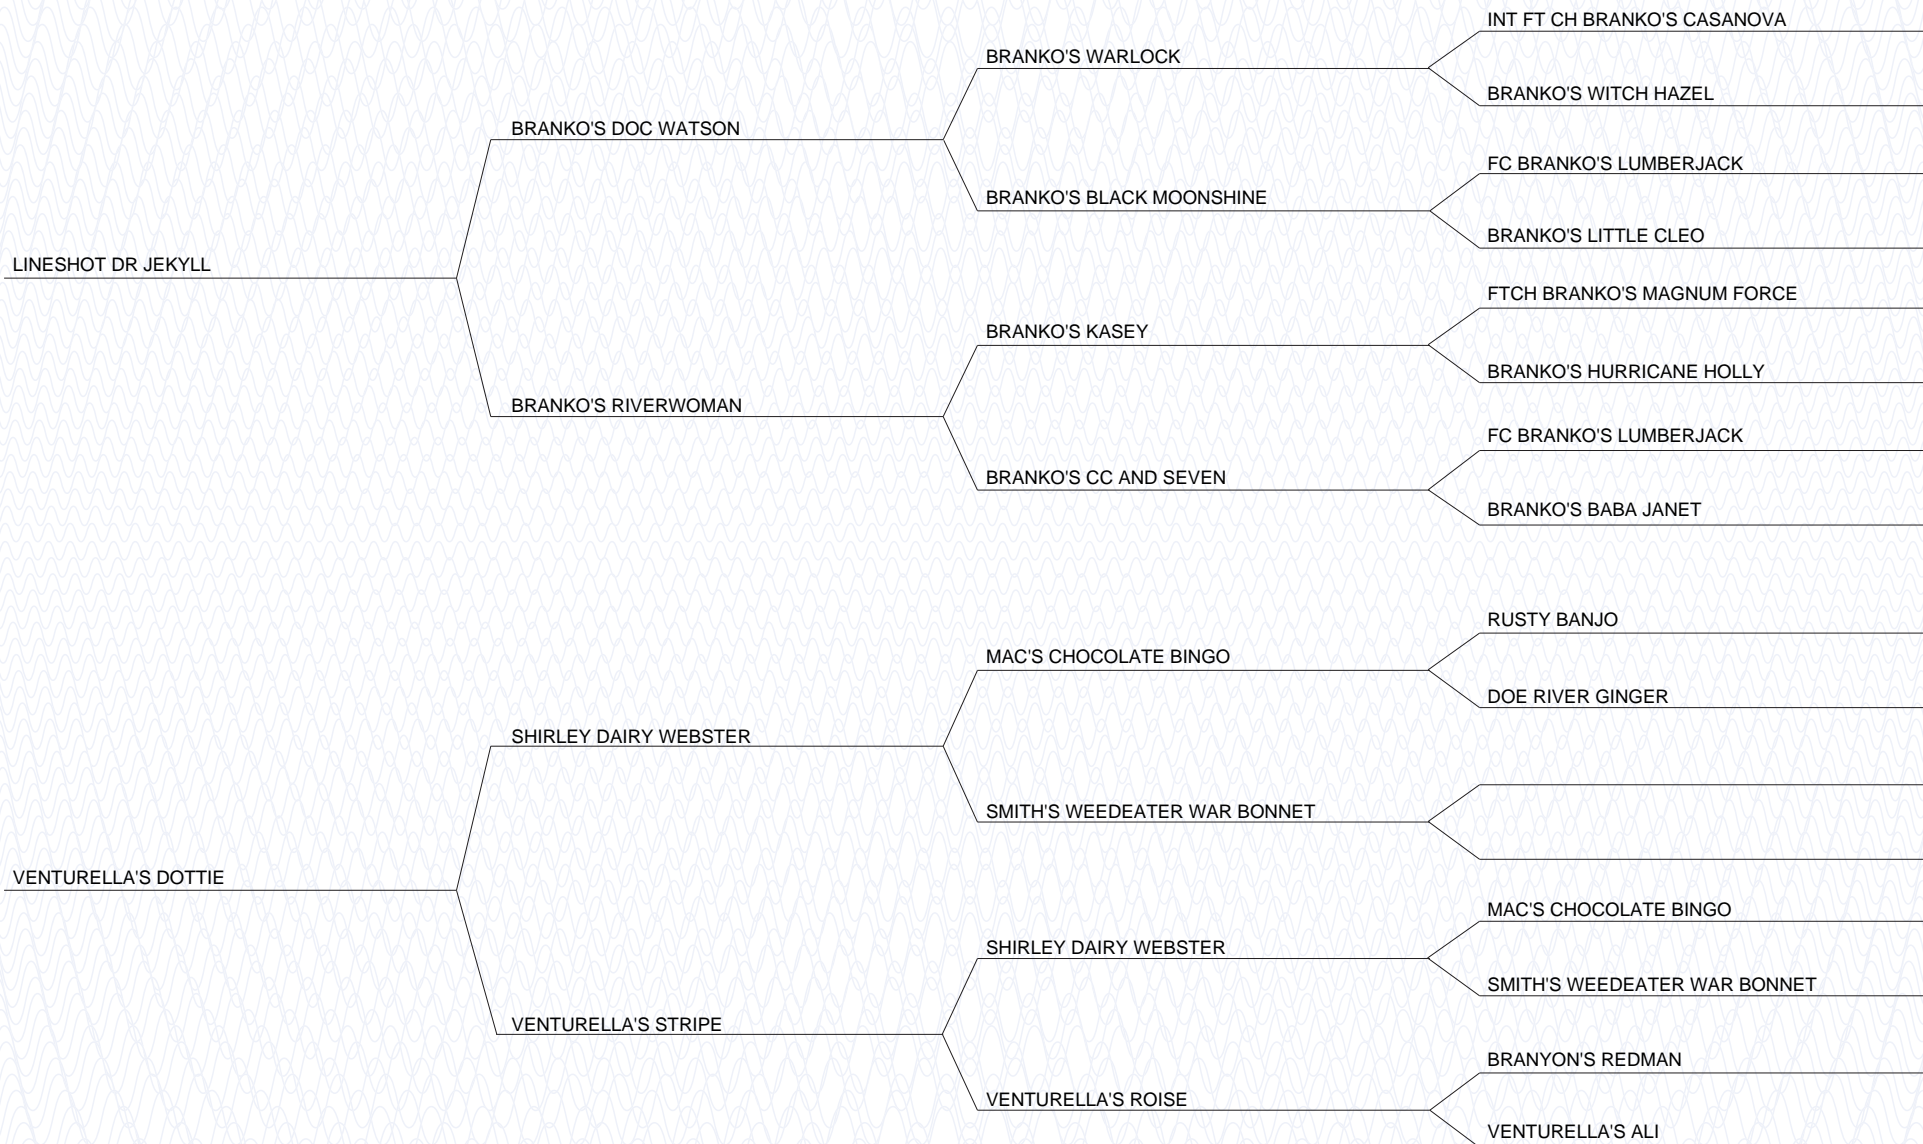 INT FT CH BRANKO'S CASANOVA
BRANKO'S WARLOCK
BRANKO'S WITCH HAZEL
BRANKO'S DOC WATSON
FC BRANKO'S LUMBERJACK
BRANKO'S BLACK MOONSHINE
BRANKO'S LITTLE CLEO
LINESHOT DR JEKYLL
FTCH BRANKO'S MAGNUM FORCE
BRANKO'S KASEY
BRANKO'S HURRICANE HOLLY
BRANKO'S RIVERWOMAN
FC BRANKO'S LUMBERJACK
BRANKO'S CC AND SEVEN
BRANKO'S BABA JANET
RUSTY BANJO
MAC'S CHOCOLATE BINGO
DOE RIVER GINGER
SHIRLEY DAIRY WEBSTER
SMITH'S WEEDEATER WAR BONNET
VENTURELLA'S DOTTIE
MAC'S CHOCOLATE BINGO
SHIRLEY DAIRY WEBSTER
SMITH'S WEEDEATER WAR BONNET
VENTURELLA'S STRIPE
BRANYON'S REDMAN
VENTURELLA'S ROISE
VENTURELLA'S ALI